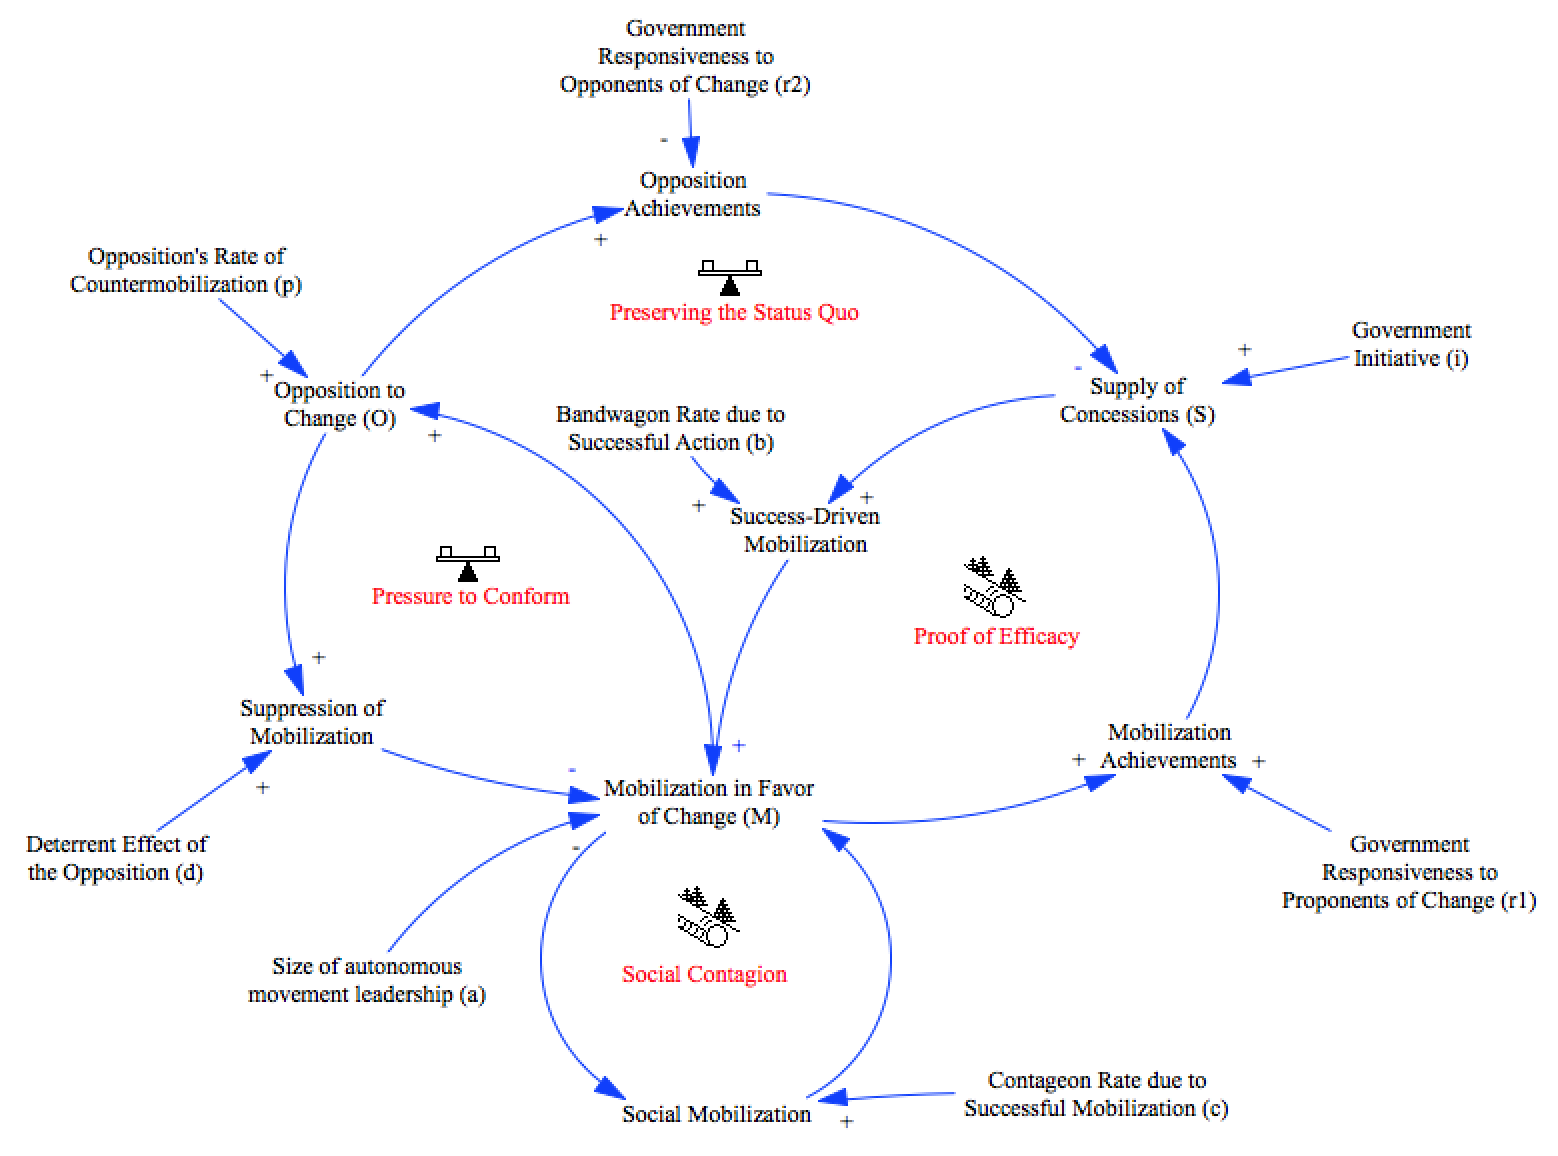 Government
Responsiveness to
Opponents of Change (r2)
-
Opposition
Achievements
+
Opposition's Rate of
Countermobilization (p)
+
Preserving the Status Quo
Government
Initiative (i)
+
Opposition to
Change (O)
+
-
Supply of
Concessions (S)
Bandwagon Rate due to
Successful Action (b)
+
+
Success-Driven
Mobilization
Pressure to Conform
Proof of Efficacy
+
Suppression of
Mobilization
+
Mobilization
Achievements
+
+
+
-
Mobilization in Favor
of Change (M)
-
Deterrent Effect of
the Opposition (d)
Government
Responsiveness to
Proponents of Change (r1)
Size of autonomous
movement leadership (a)
Social Contagion
Social Mobilization
+
Contageon Rate due to
Successful Mobilization (c)